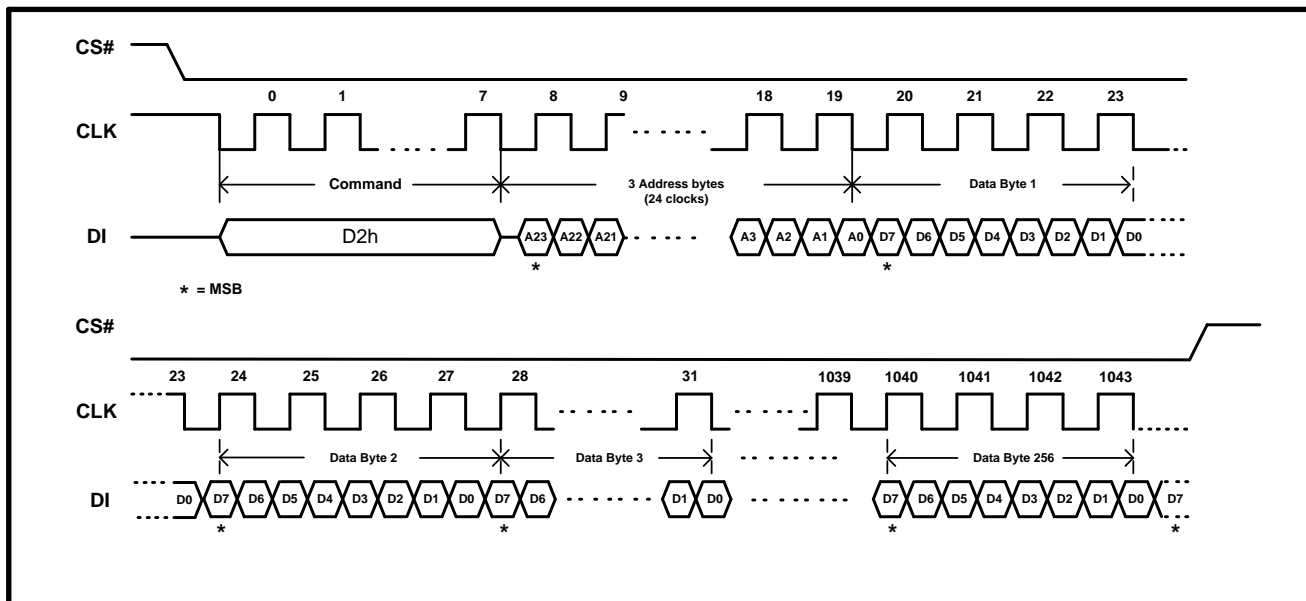 CS#
0 1 7 8 9 18 19 20 21 22 23
CLK
Command 3 Address bytes Data Byte 1
(24 clocks)
DI D2h A23 A22 A21 A3 A2 A1 A0 D7 D6 D5 D4 D3 D2 D1 D0
* *
* = MSB
CS#
23 24 25 26 27 28 31 1039 1040 1041 1042 1043
CLK
Data Byte 2 Data Byte 3 Data Byte 256
DI D0 D7 D6 D5 D4 D3 D2 D1 D0 D7 D6 D1 D0 D7 D6 D5 D4 D3 D2 D1 D0 D7
* * * *